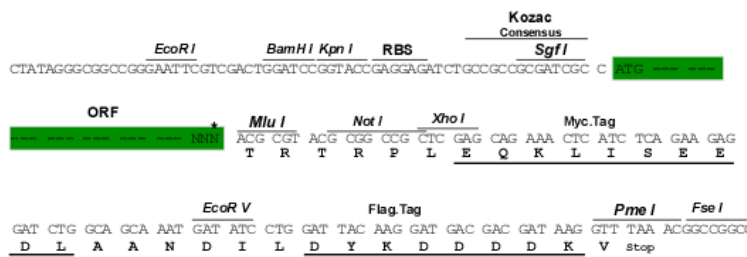 Kozac
Consensus
EcoR I BamH I Kpn I RBS Sgf I
CTATAGGGCGGCCGGGAATTCGTCGACTGGATCCGGTACCGAGGAGATCTGCCGCCGCGATCGC C ATG --- ---
ORF
--- --- --- --- --- --- NNN * ACG CGT ACG CGG CCG CTC GAG CAG AAA CTC ATC TCA GAA GAG
Mlu I Not I Xho I Myc.Tag
T R T R P L E Q K L I S E E
EcoR V Flag.Tag Pme I Fse I
GAT CTG GCA GCA AAT GAT ATC CTG GAT TAC AAG GAT GAC GAC GAT AAG GTT TAA ACGGCCGGC
D L A A N D I L D Y K D D D D K V Stop